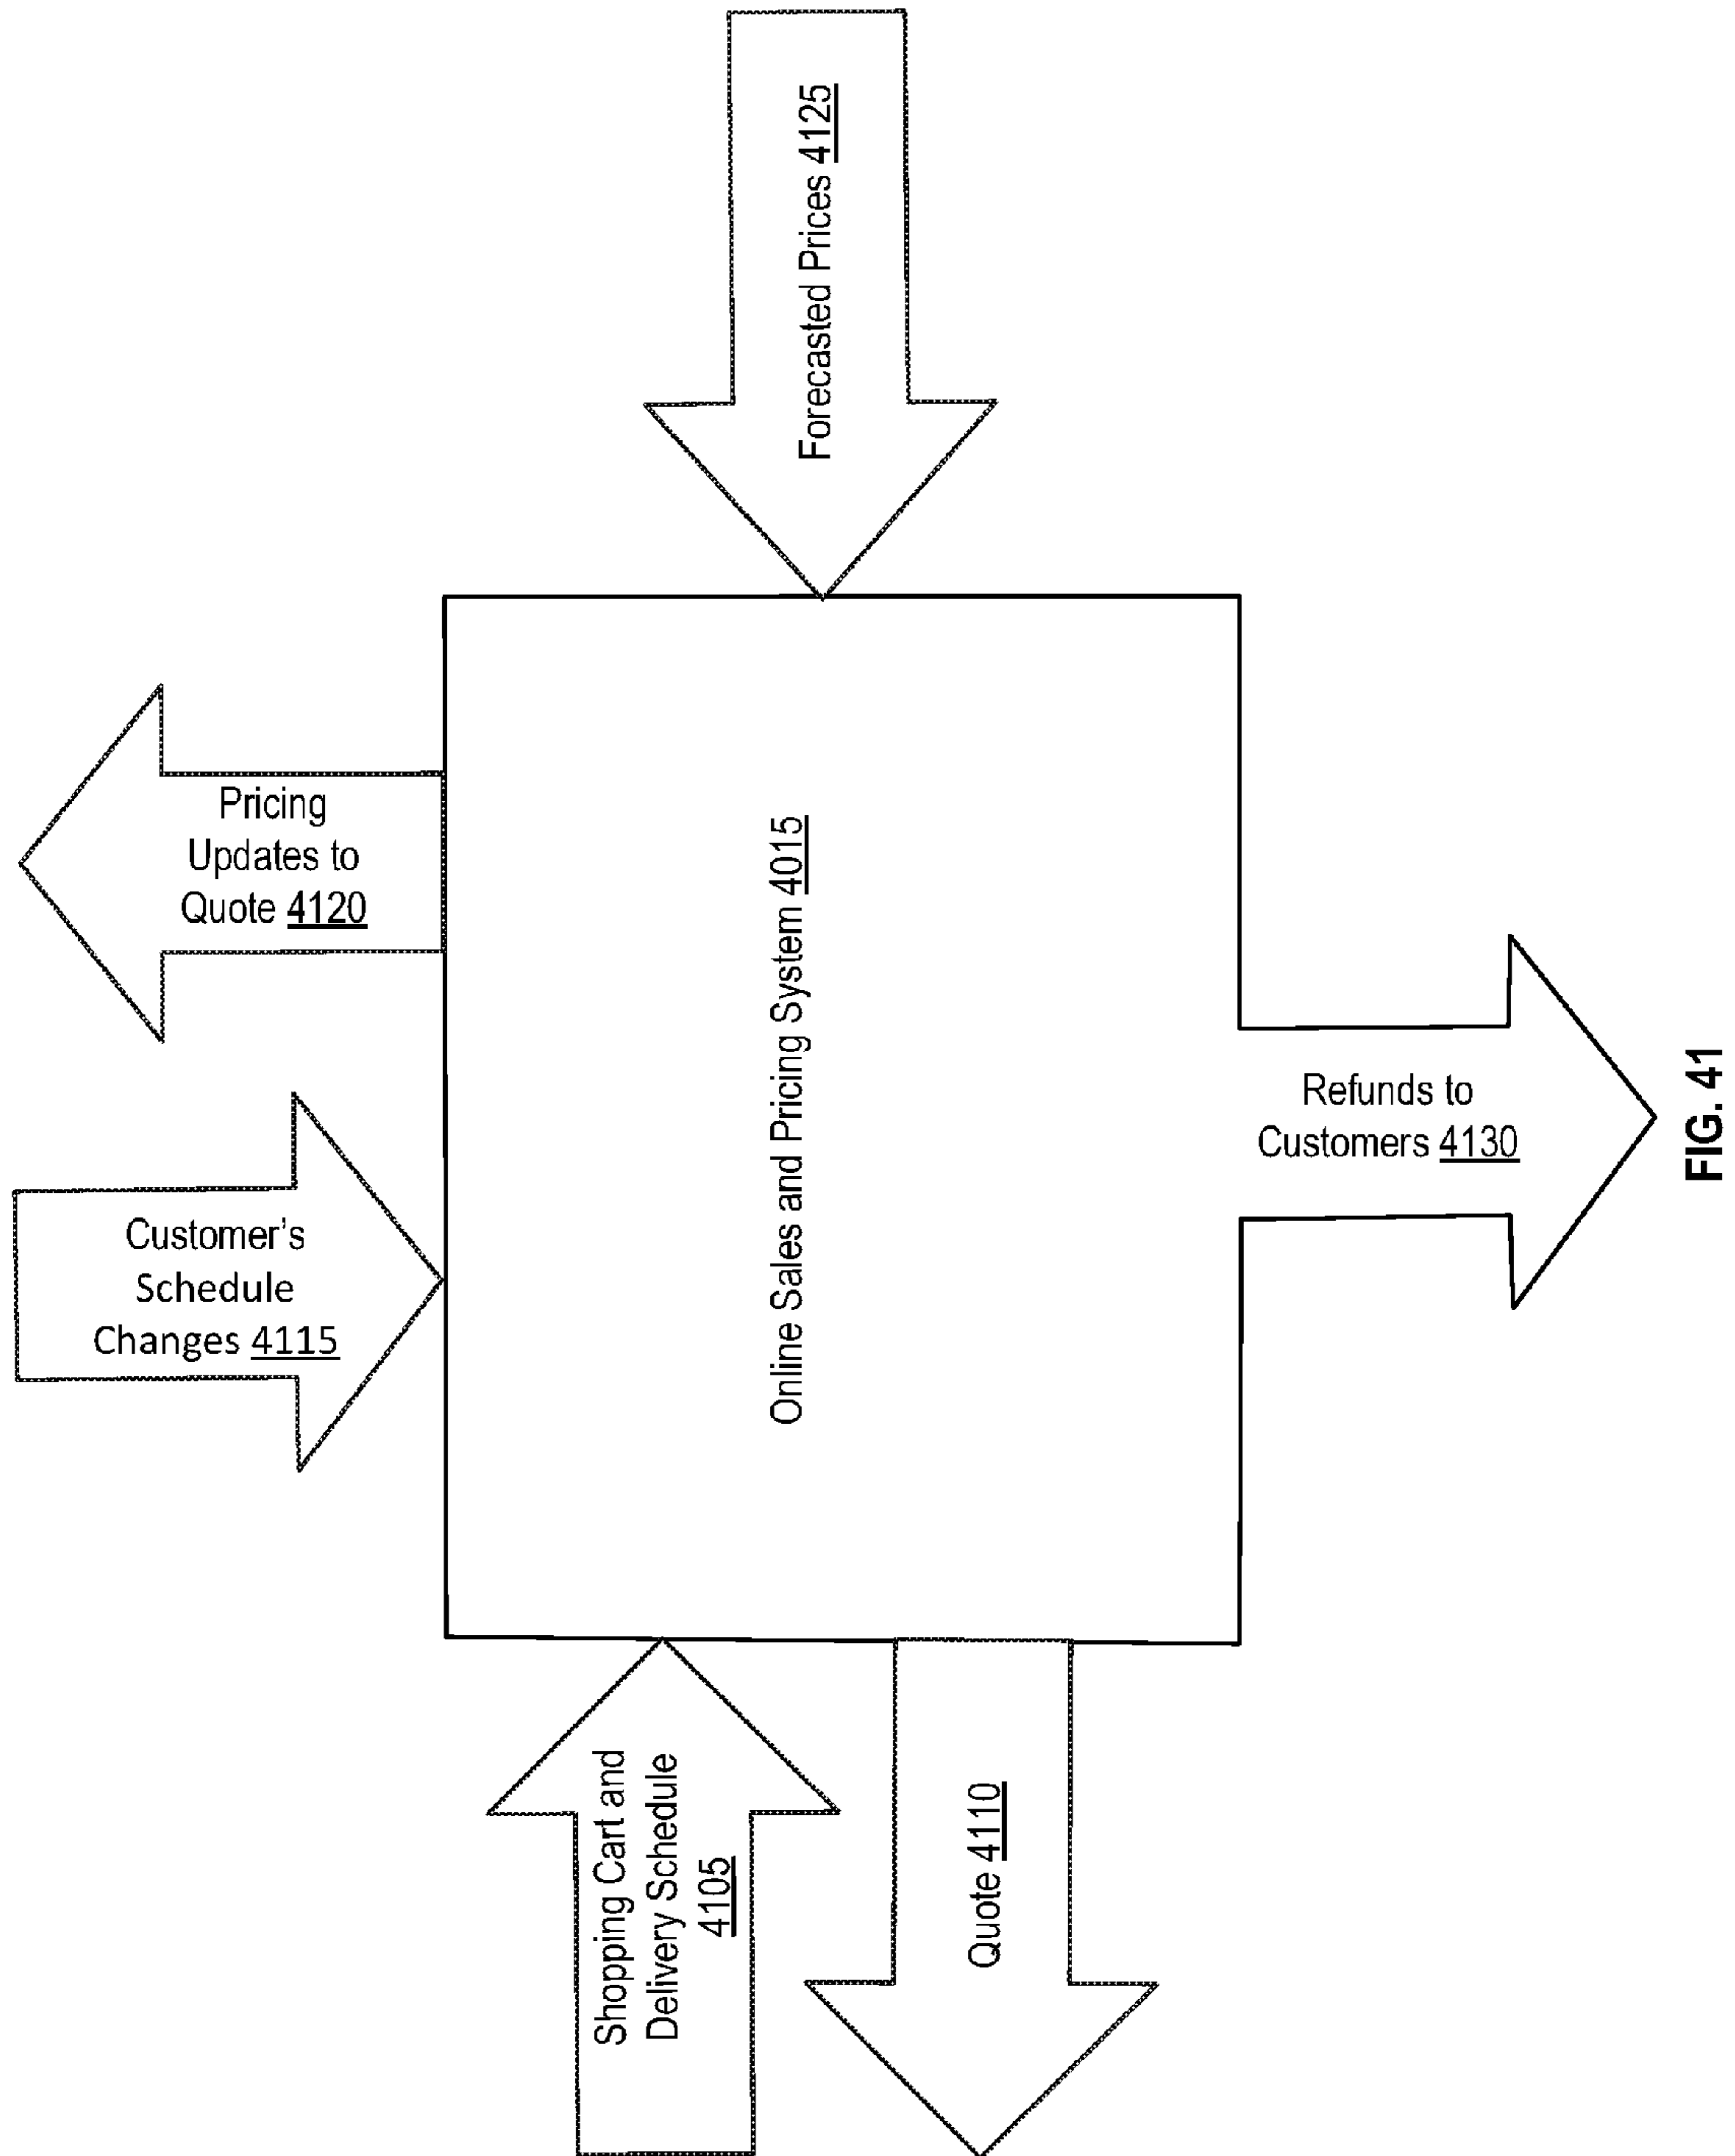 Customer's
Schedule
Changes 4115
Pricing
Updates to
Quote 4120
Shopping Cart and
Delivery Schedule
4105
Online Sales and Pricing System 4015
Forecasted Prices 4125
Quote 4110
Refunds to
Customers 4130
FIG. 41